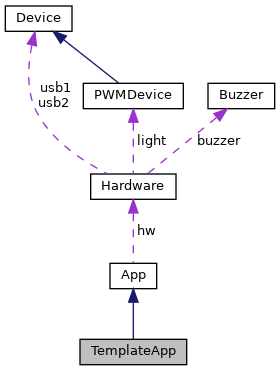 Device
usb1
usb2
PWMDevice
Buzzer
light
buzzer
Hardware
hw
App
TemplateApp